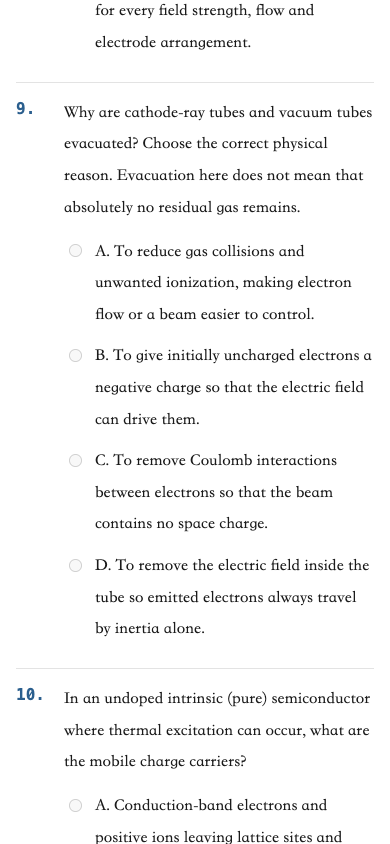 for every field strength, flow and
electrode arrangement.
9. Why are cathode-ray tubes and vacuum tubes
evacuated? Choose the correct physical
reason. Evacuation here does not mean that
absolutely no residual gas remains.
A. To reduce gas collisions and
unwanted ionization, making electron
flow or a beam easier to control.
B. To give initially uncharged electrons a
negative charge so that the electric field
can drive them.
C. To remove Coulomb interactions
between electrons so that the beam
contains no space charge.
D. To remove the electric field inside the
tube so emitted electrons always travel
by inertia alone.
10. In an undoped intrinsic (pure) semiconductor
where thermal excitation can occur, what are
the mobile charge carriers?
A. Conduction-band electrons and
positive ions leaving lattice sites and